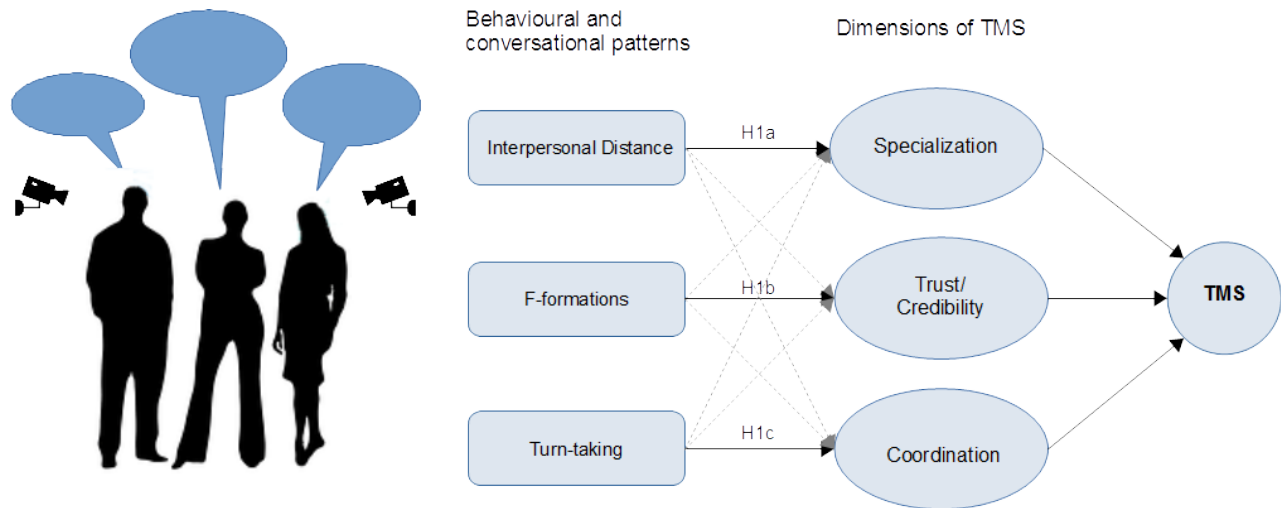 Behavioural and
conversational patterns
Dimensions of TMS
Interpersonal Distance
H1a
Specialization
F-formations
H1b
Trust/
Credibility
TMS
Turn-taking
H1c
Coordination